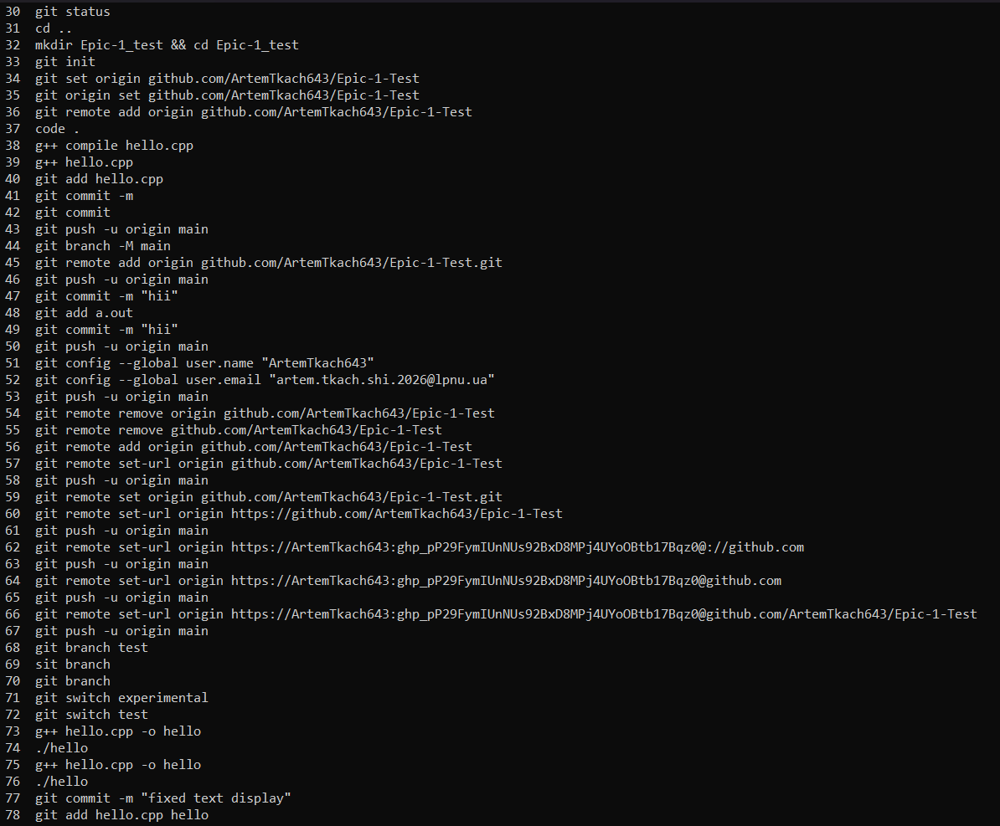 30 git status
31 cd ..
32 mkdir Epic-1_test && cd Epic-1_test
33 git init
34 git set origin github.com/ArtemTkach643/Epic-1-Test
35 git origin set github.com/ArtemTkach643/Epic-1-Test
36 git remote add origin github.com/ArtemTkach643/Epic-1-Test
37 code .
38 g++ compile hello.cpp
39 g++ hello.cpp
40 git add hello.cpp
41 git commit -m
42 git commit
43 git push -u origin main
44 git branch -M main
45 git remote add origin github.com/ArtemTkach643/Epic-1-Test.git
46 git push -u origin main
47 git commit -m "hii"
48 git add a.out
49 git commit -m "hii"
50 git push -u origin main
51 git config --global user.name "ArtemTkach643"
52 git config --global user.email "artem.tkach.shi.2026@lpnu.ua"
53 git push -u origin main
54 git remote remove origin github.com/ArtemTkach643/Epic-1-Test
55 git remote remove github.com/ArtemTkach643/Epic-1-Test
56 git remote add origin github.com/ArtemTkach643/Epic-1-Test
57 git remote set-url origin github.com/ArtemTkach643/Epic-1-Test
58 git push -u origin main
59 git remote set origin github.com/ArtemTkach643/Epic-1-Test.git
60 git remote set-url origin https://github.com/ArtemTkach643/Epic-1-Test
61 git push -u origin main
62 git remote set-url origin https://ArtemTkach643: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@://github.com
63 git push -u origin main
64 git remote set-url origin https://ArtemTkach643: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@github.com
65 git push -u origin main
66 git remote set-url origin https://ArtemTkach643: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@github.com/ArtemTkach643/Epic-1-Test
67 git push -u origin main
68 git branch test
69 sit branch
70 git branch
71 git switch experimental
72 git switch test
73 g++ hello.cpp -o hello
74 ./hello
75 g++ hello.cpp -o hello
76 ./hello
77 git commit -m "fixed text display"
78 git add hello.cpp hello